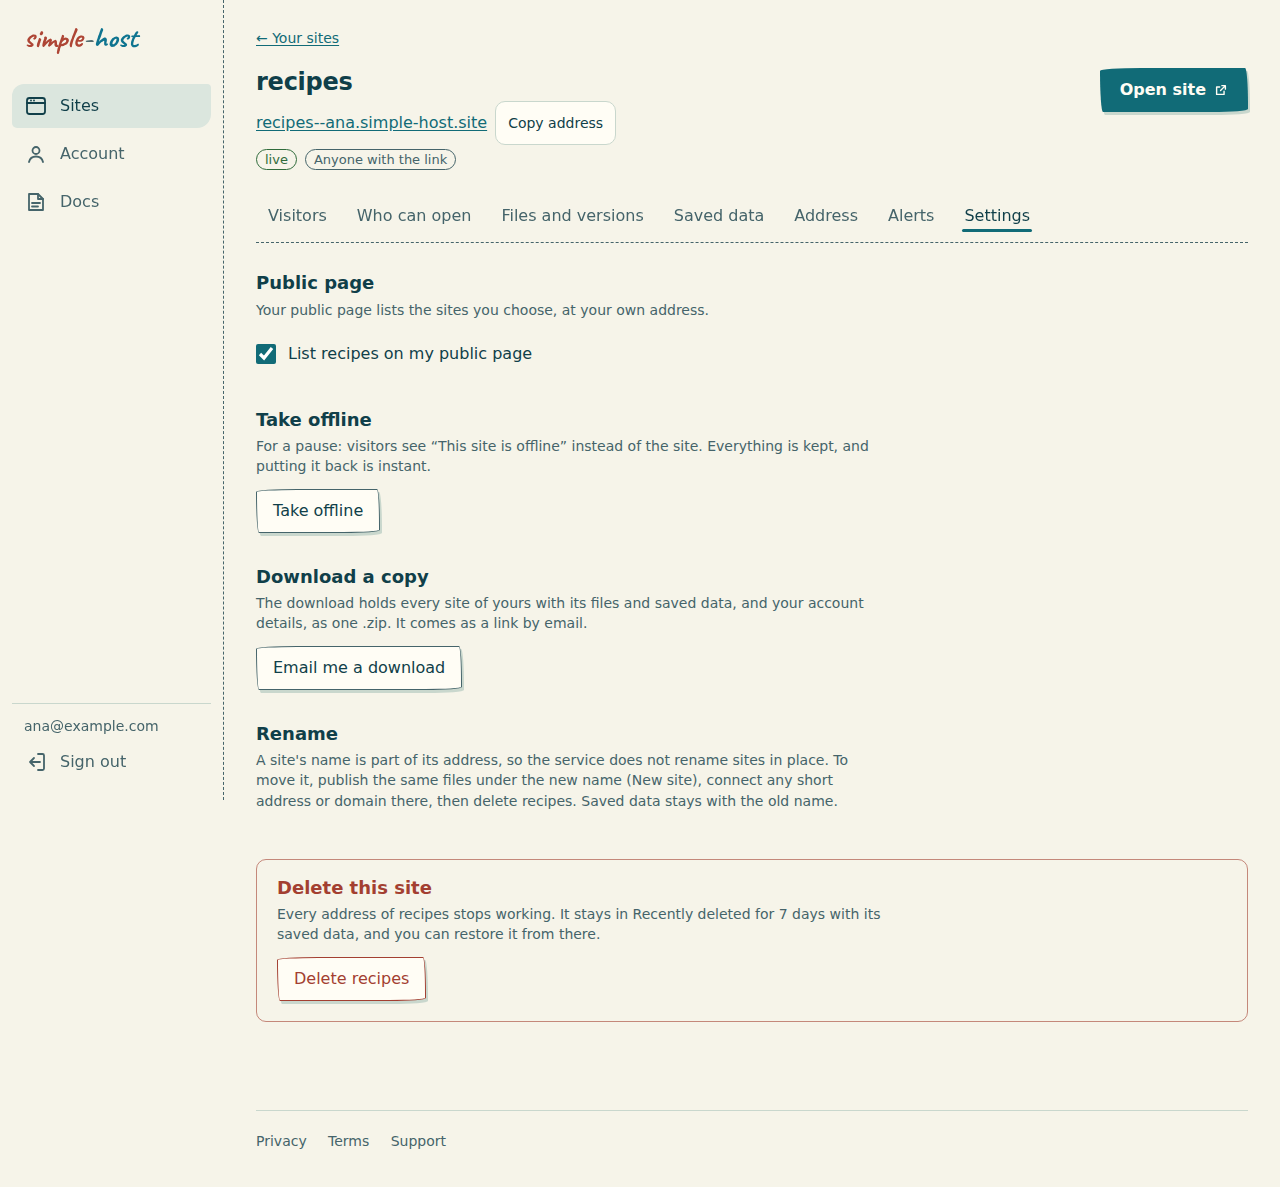 simple-host
Sites
Account
Docs
ana@example.com
Sign out
← Your sites
recipes
Open site
recipes--ana.simple-host.site
Copy address
live
Anyone with the link
Visitors
Who can open
Files and versions
Saved data
Address
Alerts
Settings
Public page
Your public page lists the sites you choose, at your own address.
List recipes on my public page
Take offline
For a pause: visitors see “This site is offline” instead of the site. Everything is kept, and
putting it back is instant.
Take offline
Download a copy
The download holds every site of yours with its files and saved data, and your account
details, as one .zip. It comes as a link by email.
Email me a download
Rename
A site's name is part of its address, so the service does not rename sites in place. To
move it, publish the same files under the new name (New site), connect any short
address or domain there, then delete recipes. Saved data stays with the old name.
Delete this site
Every address of recipes stops working. It stays in Recently deleted for 7 days with its
saved data, and you can restore it from there.
Delete recipes
Privacy
Terms
Support